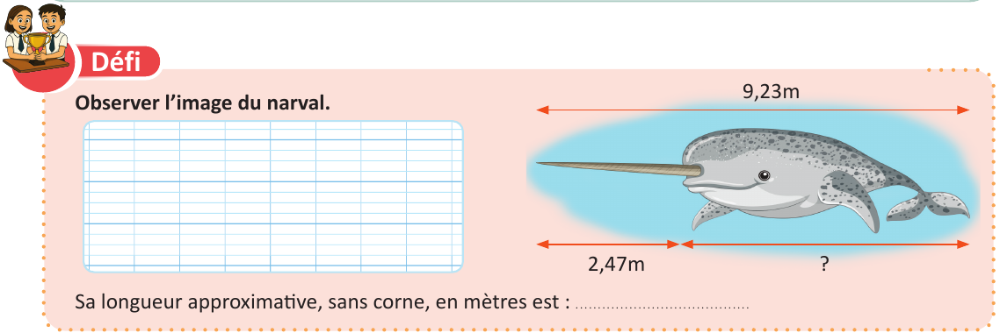 Défi
Observer l’image du narval.
9,23m
2,47m
?
Sa longueur approximative, sans corne, en mètres est : ......................................